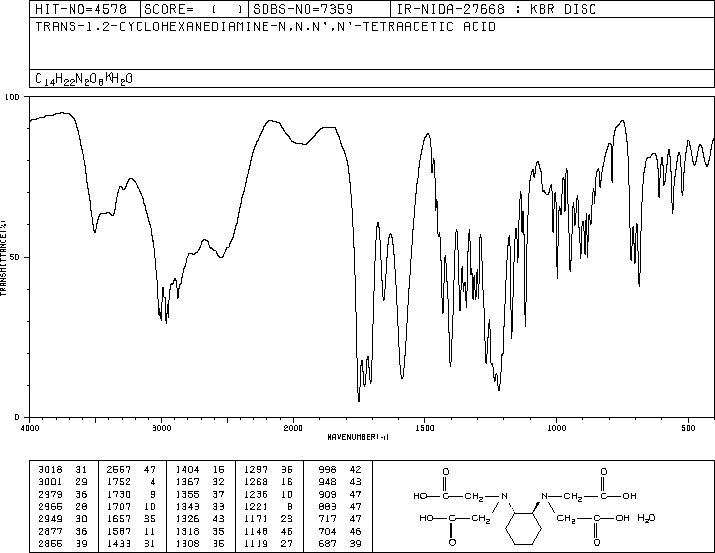 HIT-NO=4578 SCORE= ( ) SDBS-NO=7359 IR-NIDA-27668 : KBR DISC
TRANS-1,2-CYCLOHEXANEDIAMINE-N,N,N',N'-TETRAACETIC ACID
C14H22N2O8KH2O
100
50
0
TRANSMITTANCE(%)
4000 3000 2000 1500 1000 500
WAVENUMBER(-1)
3018 31 2557 47 1404 15 1297 36 998 42
3001 29 1752 4 1367 32 1268 16 948 43
2979 36 1730 9 1355 37 1236 10 909 47
2966 28 1707 10 1343 33 1221 8 883 47
2949 30 1657 35 1326 43 1171 23 717 47
2877 36 1587 11 1318 35 1148 46 704 46
2866 39 1433 31 1308 35 1119 27 687 39
O O
HO CH2 N N CH2 OH
HO CH2 CH2 OH H2O
O O